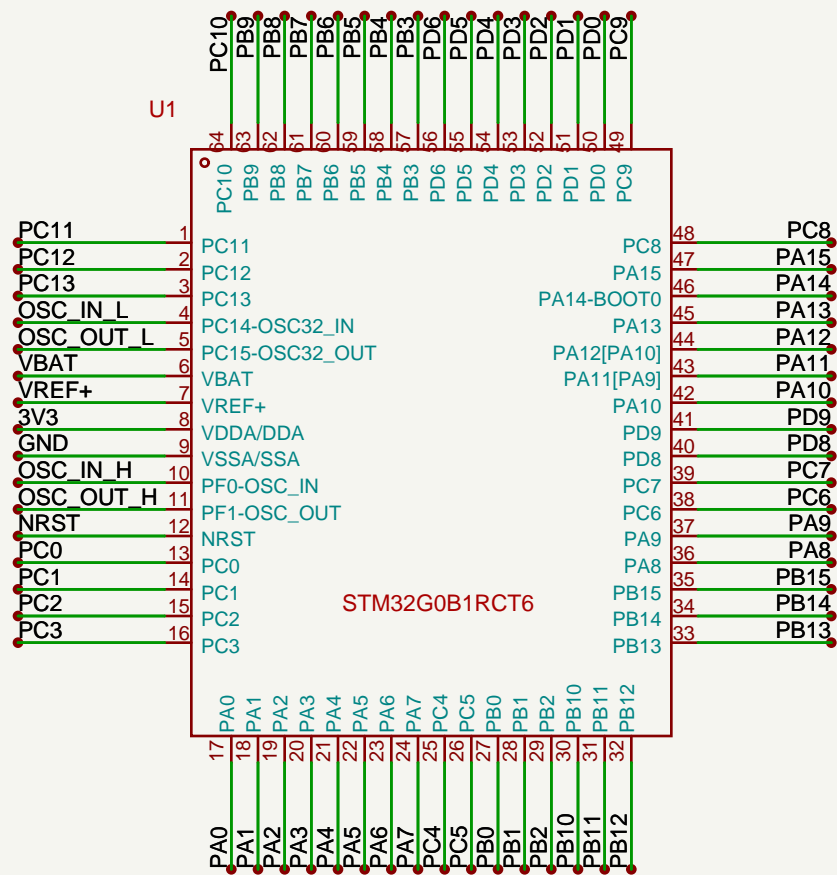 PC10 PB9 PB8 PB7 PB6 PB5 PB4 PB3 PD6 PD5 PD4 PD3 PD2 PD1 PD0 PC9
U1
64 63 62 61 60 59 58 57 56 55 54 53 52 51 50 49
PC10 PB9 PB8 PB7 PB6 PB5 PB4 PB3 PD6 PD5 PD4 PD3 PD2 PD1 PD0 PC9
PC11 1 PC11 PC8 48 PC8
PC12 2 PC12 PA15 47 PA15
PC13 3 PC13 PA14-BOOT0 46 PA14
OSC_IN_L 4 PC14-OSC32_IN PA13 45 PA13
OSC_OUT_L 5 PC15-OSC32_OUT PA12[PA10] 44 PA12
VBAT 6 VBAT PA11[PA9] 43 PA11
VREF+ 7 VREF+ PA10 42 PA10
3V3 8 VDDA/DDA PD9 41 PD9
GND 9 VSSA/SSA PD8 40 PD8
OSC_IN_H 10 PF0-OSC_IN PC7 39 PC7
OSC_OUT_H 11 PF1-OSC_OUT PC6 38 PC6
NRST 12 NRST PA9 37 PA9
PC0 13 PC0 PA8 36 PA8
PC1 14 PC1 PB15 35 PB15
PC2 15 PC2 PB14 34 PB14
PC3 16 PC3 PB13 33 PB13
STM32G0B1RCT6
PA0 PA1 PA2 PA3 PA4 PA5 PA6 PA7 PC4 PC5 PB0 PB1 PB2 PB10 PB11 PB12
17 18 19 20 21 22 23 24 25 26 27 28 29 30 31 32
PA0 PA1 PA2 PA3 PA4 PA5 PA6 PA7 PC4 PC5 PB0 PB1 PB2 PB10 PB11 PB12